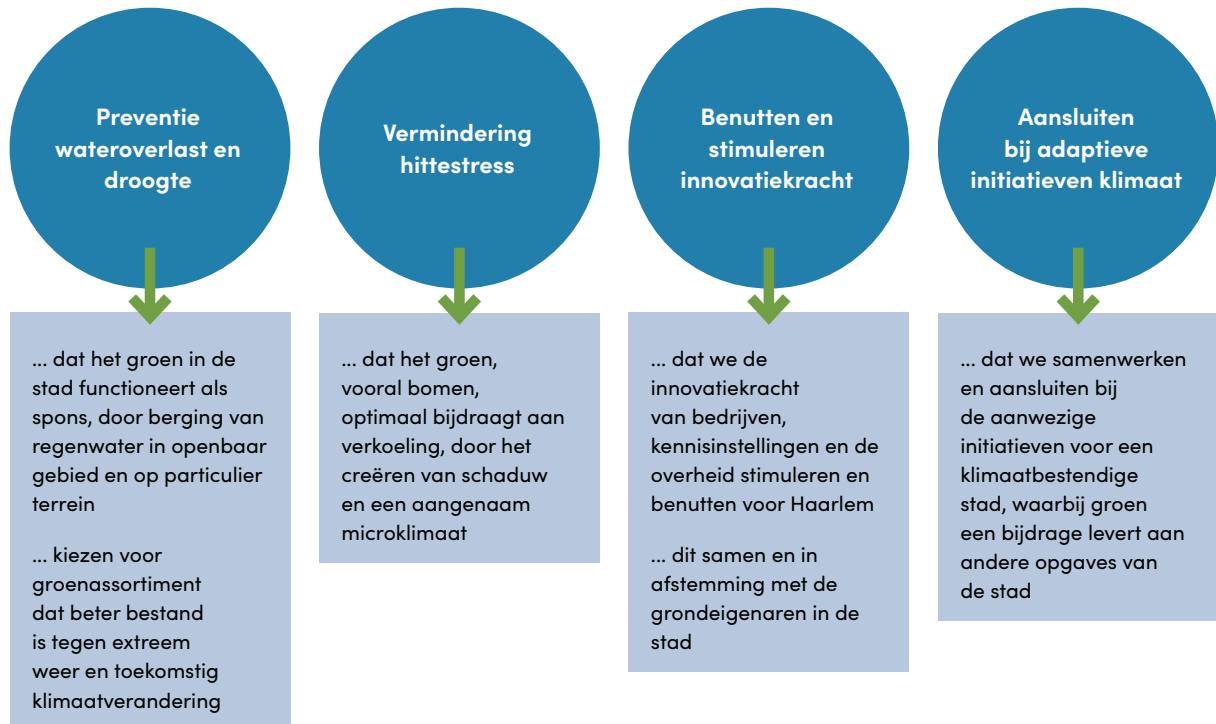 Preventie
wateroverlast en
droogte
... dat het groen in de
stad functioneert als
spons, door berging van
regenwater in openbaar
gebied en op particulier
terrein
... kiezen voor
groenassortiment
dat beter bestand
is tegen extreem
weer en toekomstig
klimaatverandering
Vermindering
hittestress
... dat het groen,
vooral bomen,
optimaal bijdraagt aan
verkoeling, door het
creëren van schaduw
en een aangenaam
microklimaat
Benutten en
stimuleren
innovatiekracht
... dat we de
innovatiekracht
van bedrijven,
kennisinstellingen en de
overheid stimuleren en
benutten voor Haarlem
... dit samen en in
afstemming met de
grondeigenaren in de
stad
Aansluiten
bij adaptieve
initiatieven klimaat
... dat we samenwerken
en aansluiten bij
de aanwezige
initiatieven voor een
klimaatbestendige
stad, waarbij groen
een bijdrage levert aan
andere opgaves van
de stad